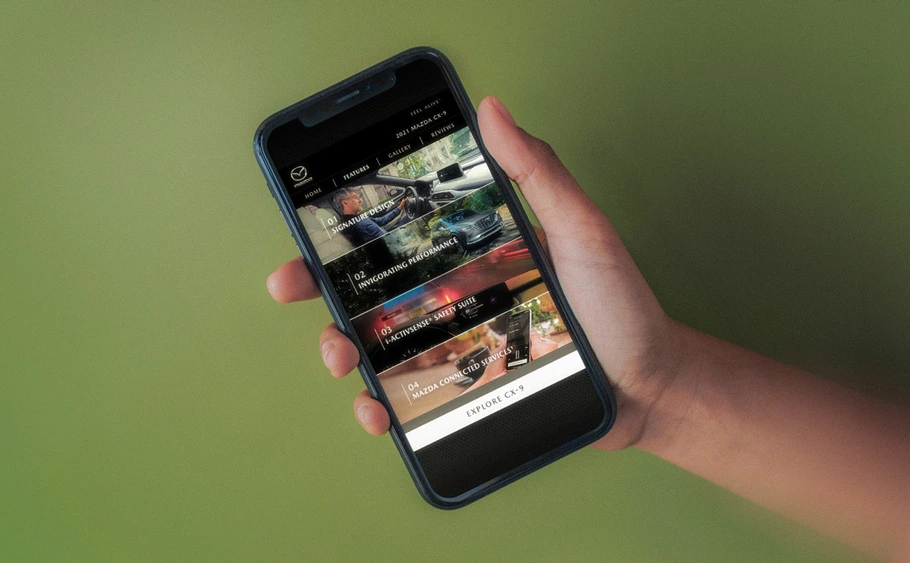 FEEL ALIVE™
2021 MAZDA CX-9
HOME | FEATURES | GALLERY | REVIEWS
01
SIGNATURE DESIGN
02
INVIGORATING PERFORMANCE
03
i-ACTIVSENSE® SAFETY SUITE
04
MAZDA CONNECTED SERVICES¹
EXPLORE CX-9